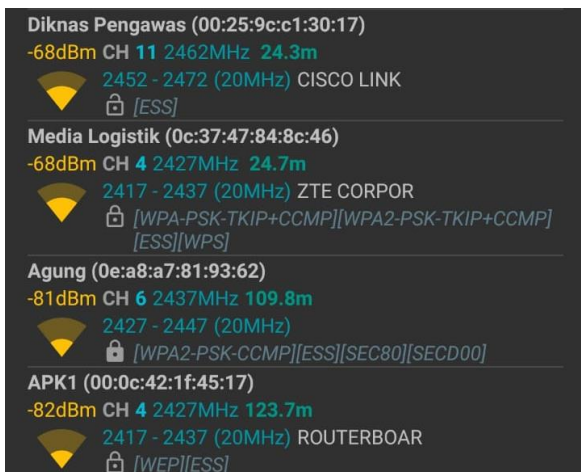 Diknas Pengawas (00:25:9c:c1:30:17)
-68dBm CH 11 2462MHz 24.3m
2452 - 2472 (20MHz) CISCO LINK
[ESS]
Media Logistik (0c:37:47:84:8c:46)
-68dBm CH 4 2427MHz 24.7m
2417 - 2437 (20MHz) ZTE CORPOR
[WPA-PSK-TKIP+CCMP][WPA2-PSK-TKIP+CCMP]
[ESS][WPS]
Agung (0e:a8:a7:81:93:62)
-81dBm CH 6 2437MHz 109.8m
2427 - 2447 (20MHz)
[WPA2-PSK-CCMP][ESS][SEC80][SECD00]
APK1 (00:0c:42:1f:45:17)
-82dBm CH 4 2427MHz 123.7m
2417 - 2437 (20MHz) ROUTERBOAR
[WEP][ESS]